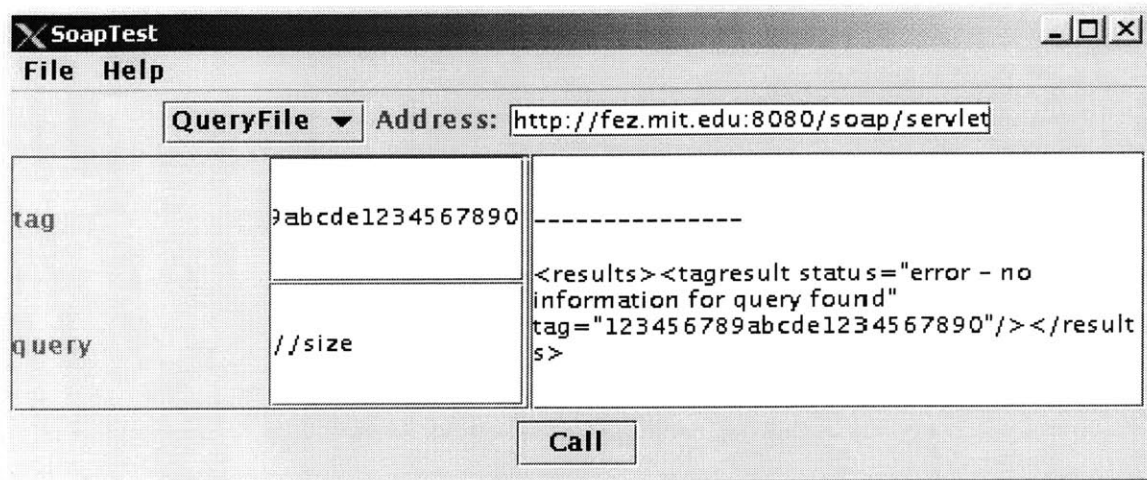 SoapTest
File Help
QueryFile Address: http://fez.mit.edu:8080/soap/servlet
tag
9abcde1234567890
---------------
<results><tagresult status="error - no
information for query found"
tag="123456789abcde1234567890"/></result
s>
query
//size
Call